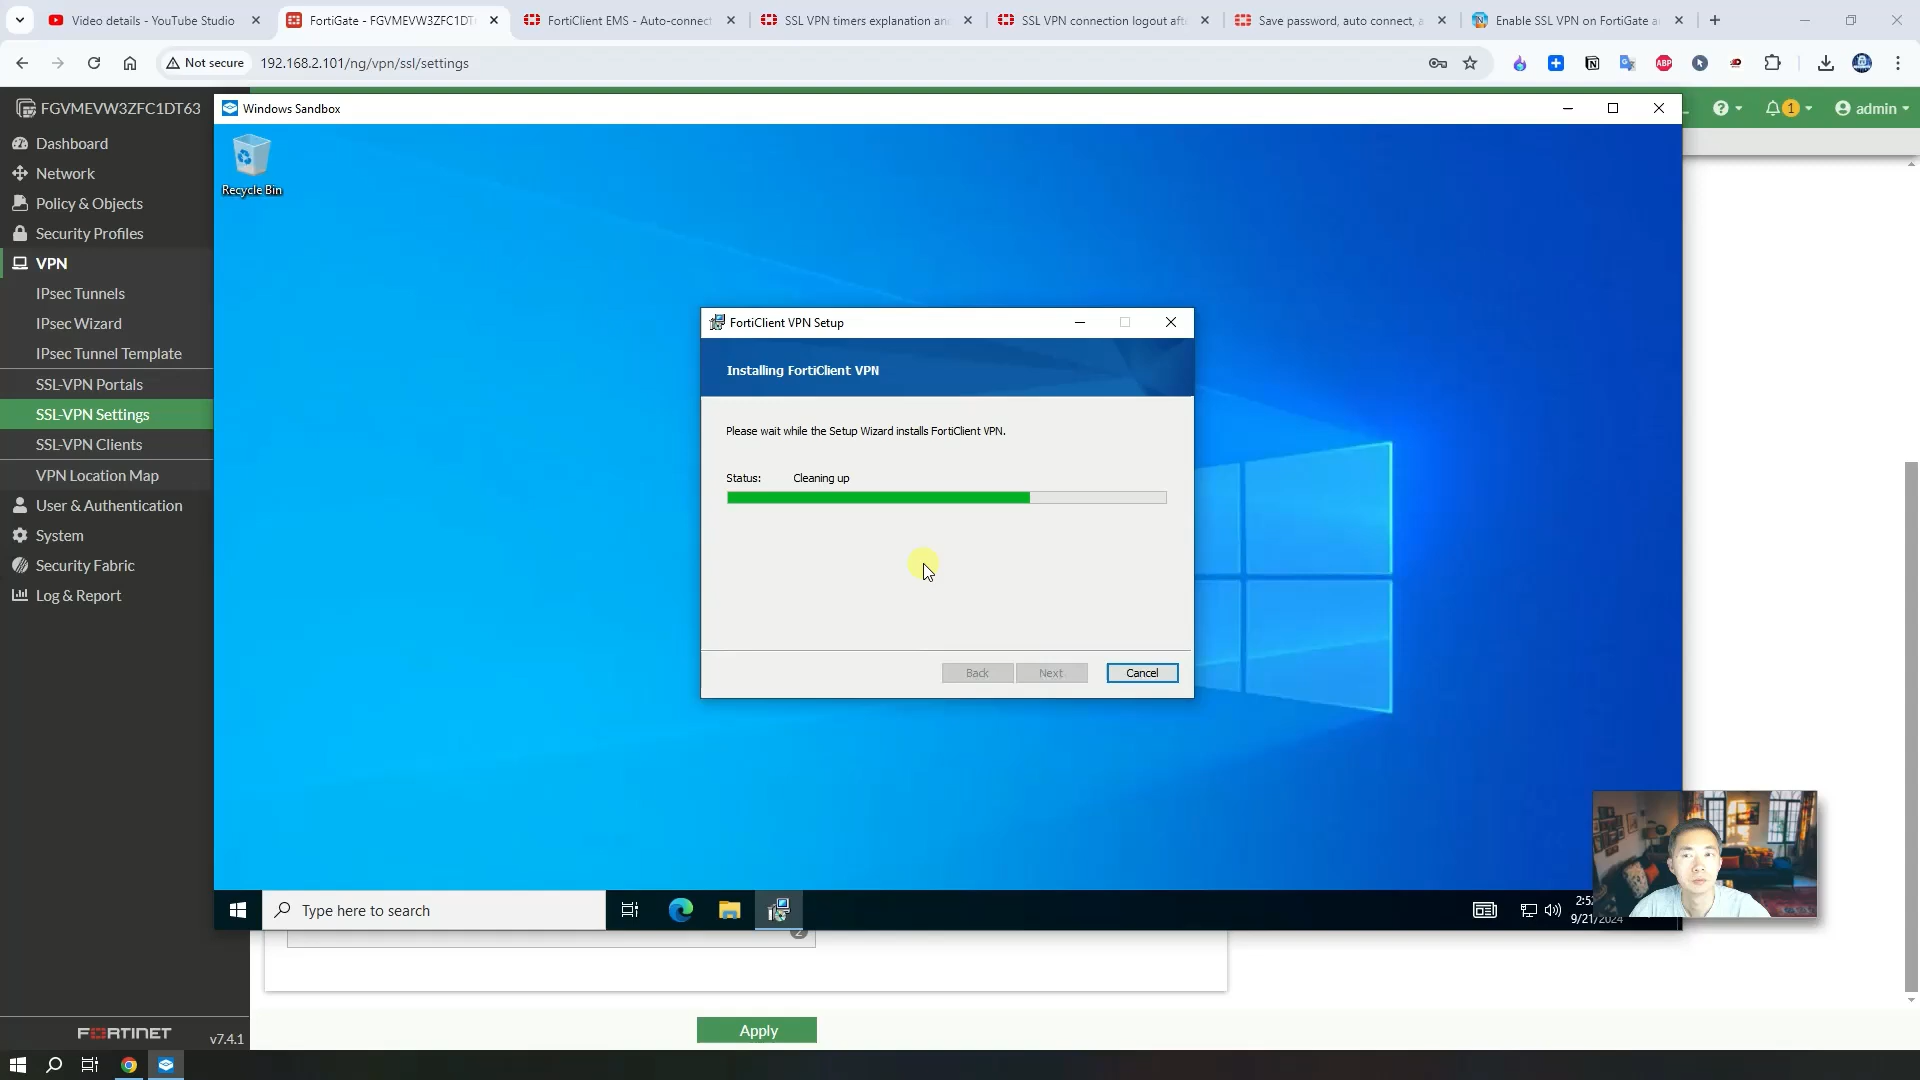 Video details - YouTube Studio
FortiGate - FGVMEVW3ZFC1DT
FortiClient EMS - Auto-connect
SSL VPN timers explanation an
SSL VPN connection logout aft
Save password, auto connect, a
Enable SSL VPN on FortiGate a
Not secure
192.168.2.101/ng/vpn/ssl/settings
ABP
FGVMEVW3ZFC1DT63
Windows Sandbox
1
admin
Dashboard
Network
Policy & Objects
Security Profiles
VPN
IPsec Tunnels
IPsec Wizard
IPsec Tunnel Template
SSL-VPN Portals
SSL-VPN Settings
SSL-VPN Clients
VPN Location Map
User & Authentication
System
Security Fabric
Log & Report
Recycle Bin
FortiClient VPN Setup
Installing FortiClient VPN
Please wait while the Setup Wizard installs FortiClient VPN.
Status:
Cleaning up
Back
Next
Cancel
Type here to search
2:5
9/21/2024
2
Apply
FORTINET
v7.4.1